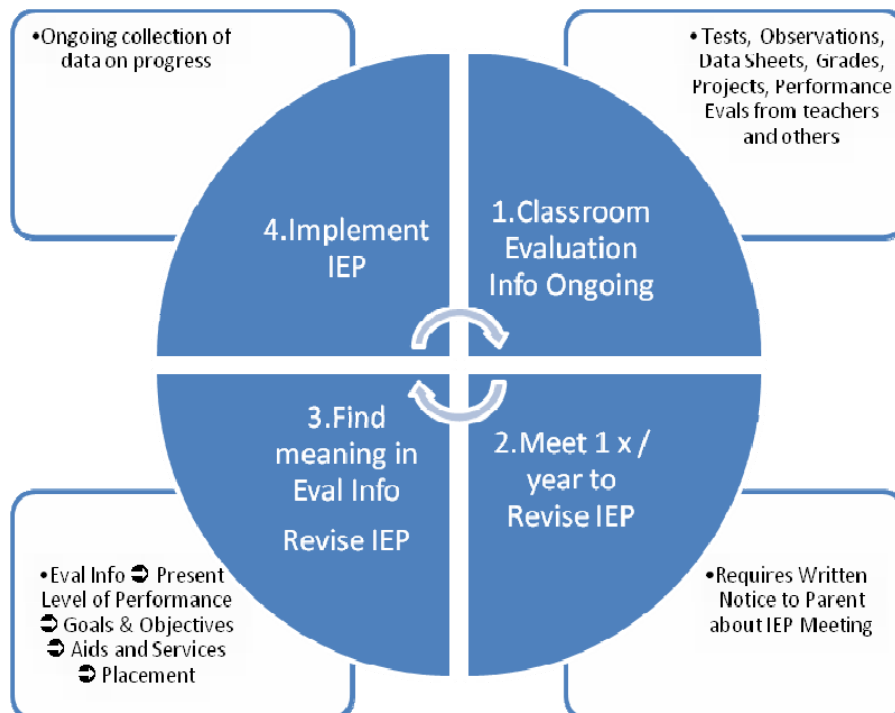 •Ongoing collection of
data on progress
•Tests, Observations,
Data Sheets, Grades,
Projects, Performance
Evals from teachers
and others
4.Implement
IEP
1.Classroom
Evaluation
Info Ongoing
3.Find
meaning in
Eval Info
Revise IEP
2.Meet 1 x /
year to
Revise IEP
•Eval Info ➲ Present
Level of Performance
➲ Goals & Objectives
➲ Aids and Services
➲ Placement
•Requires Written
Notice to Parent
about IEP Meeting